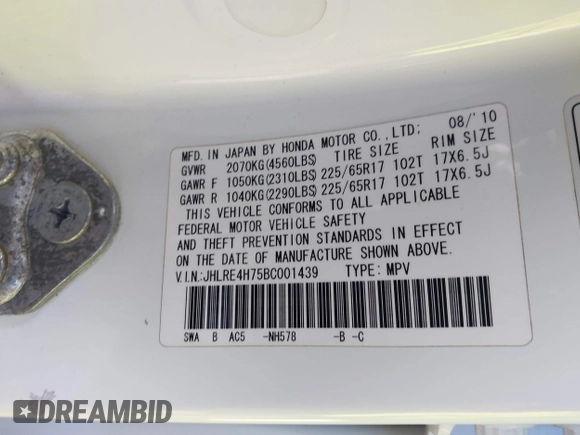 MFD. IN JAPAN BY HONDA MOTOR CO.,LTD; 08/'10
GVWR 2070KG(4560LBS) TIRE SIZE RIM SIZE
GAWR F 1050KG(2310LBS) 225/65R17 102T 17X6.5J
GAWR R 1040KG(2290LBS) 225/65R17 102T 17X6.5J
THIS VEHICLE CONFORMS TO ALL APPLICABLE
FEDERAL MOTOR VEHICLE SAFETY
AND THEFT PREVENTION STANDARDS IN EFFECT
ON THE DATE OF MANUFACTURE SHOWN ABOVE.
V.I.N.:JHLRE4H75BC001439 TYPE: MPV
SWA B AC5 -NH578 -B -C
DREAMBID